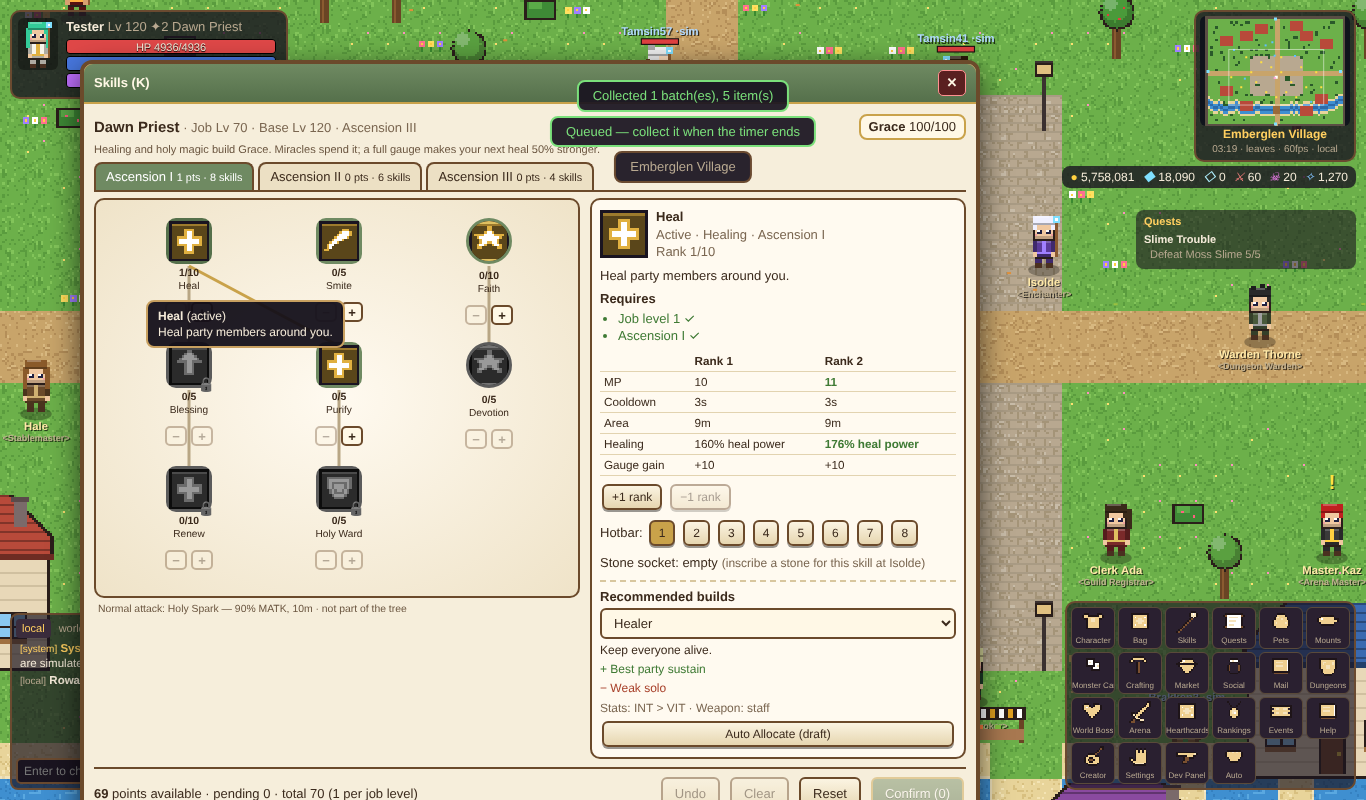 Tester Lv 120 ✦2 Dawn Priest
HP 4936/4936
Tamsin57 ·sim
Tamsin41 ·sim
Skills (K)
×
Collected 1 batch(es), 5 item(s)
Queued — collect it when the timer ends
Emberglen Village
Dawn Priest · Job Lv 70 · Base Lv 120 · Ascension III
Grace 100/100
Healing and holy magic build Grace. Miracles spend it; a full gauge makes your next heal 50% stronger.
Ascension I 1 pts · 8 skills
Ascension II 0 pts · 6 skills
Ascension III 0 pts · 4 skills
1/10
Heal
0/5
Smite
0/10
Faith
− +
+
Heal (active)
Heal party members around you.
0/5
Blessing
0/5
Purify
0/5
Devotion
− +
− +
− +
0/10
Renew
0/5
Holy Ward
− +
− +
Normal attack: Holy Spark — 90% MATK, 10m · not part of the tree
Heal
Active · Healing · Ascension I
Rank 1/10
Heal party members around you.
Requires
• Job level 1 ✓
• Ascension I ✓
Rank 1 Rank 2
MP 10 11
Cooldown 3s 3s
Area 9m 9m
Healing 160% heal power 176% heal power
Gauge gain +10 +10
+1 rank −1 rank
Hotbar: 1 2 3 4 5 6 7 8
Stone socket: empty (inscribe a stone for this skill at Isolde)
Recommended builds
Healer
Keep everyone alive.
+ Best party sustain
− Weak solo
Stats: INT > VIT · Weapon: staff
Auto Allocate (draft)
69 points available · pending 0 · total 70 (1 per job level)
Undo Clear Reset Confirm (0)
Emberglen Village
03:19 · leaves · 60fps · local
5,758,081 18,090 0 60 20 1,270
Quests
Slime Trouble
Defeat Moss Slime 5/5
Isolde
<Enchanter>
Warden Thorne
<Dungeon Warden>
Hale
<Stablemaster>
!
Clerk Ada
<Guild Registrar>
Master Kaz
<Arena Master>
local
[system] Sys
are simulate
[local] Rowa
Enter to ch
Character Bag Skills Quests Pets Mounts
Monster Ca Crafting Market Social Mail Dungeons
World Boss Arena Hearthcards Rankings Events Help
Creator Settings Dev Panel Auto